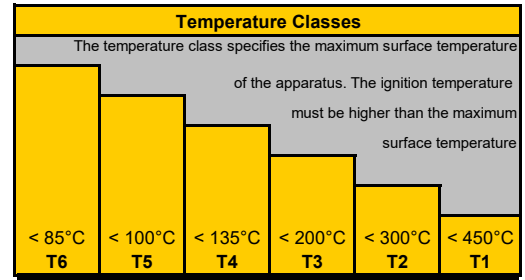 Temperature Classes
The temperature class specifies the maximum surface temperature
of the apparatus. The ignition temperature
must be higher than the maximum
surface temperature
< 85°C < 100°C < 135°C < 200°C < 300°C < 450°C
T6 T5 T4 T3 T2 T1